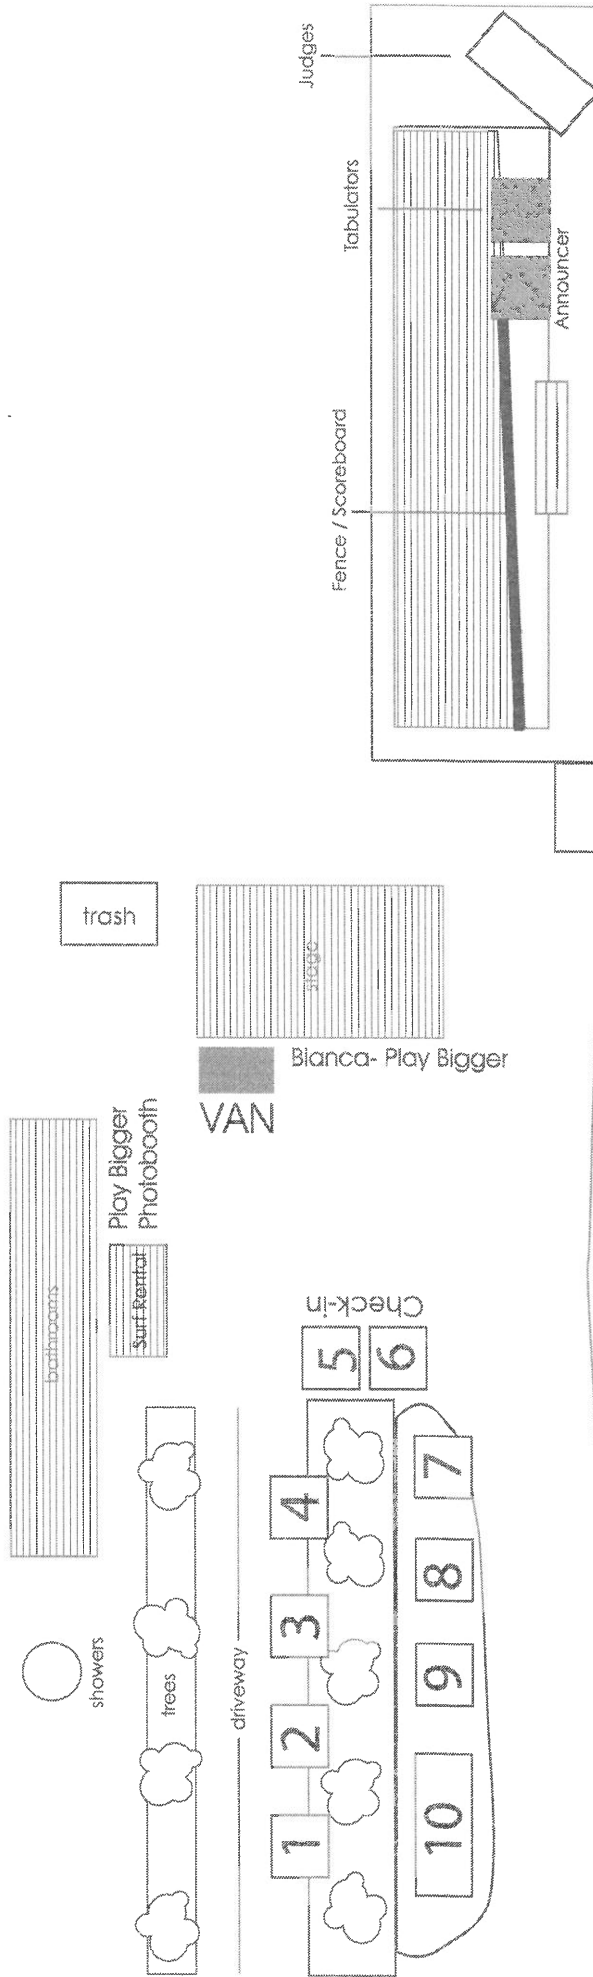 Judges
Tabulators
Announcer
Fence / Scoreboard
trash
stage
Bianca- Play Bigger
VAN
bathrooms
Play Bigger
Photobooth
Surf Rental
Check-in
5
6
showers
trees
driveway
1
2
3
4
7
8
9
10